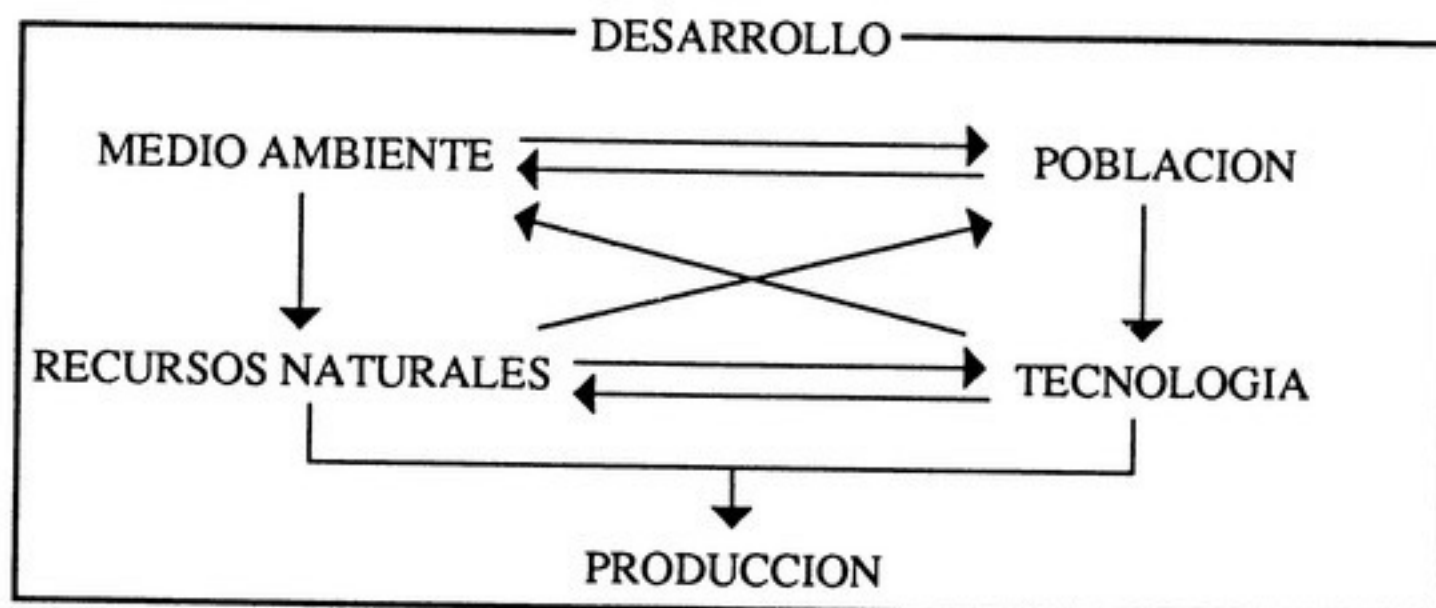 DESARROLLO
MEDIO AMBIENTE
POBLACION
RECURSOS NATURALES
TECNOLOGIA
PRODUCCION